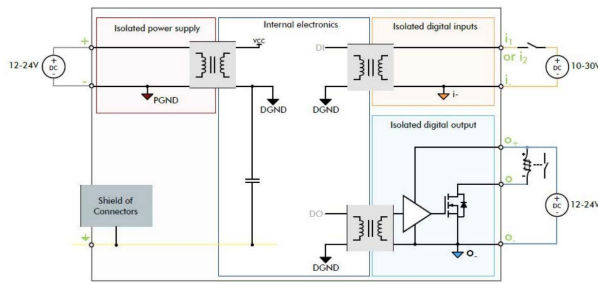 Isolated power supply
Internal electronics
Isolated digital inputs
+
VCC
DI
i1
or i2
12-24V
+
DC
-
+
DC
-
10-30V
-
i-
PGND
DGND
DGND
i-
Isolated digital output
o+
+
-
o
Shield of
Connectors
DO
+
DC
-
12-24V
o-
DGND
O-